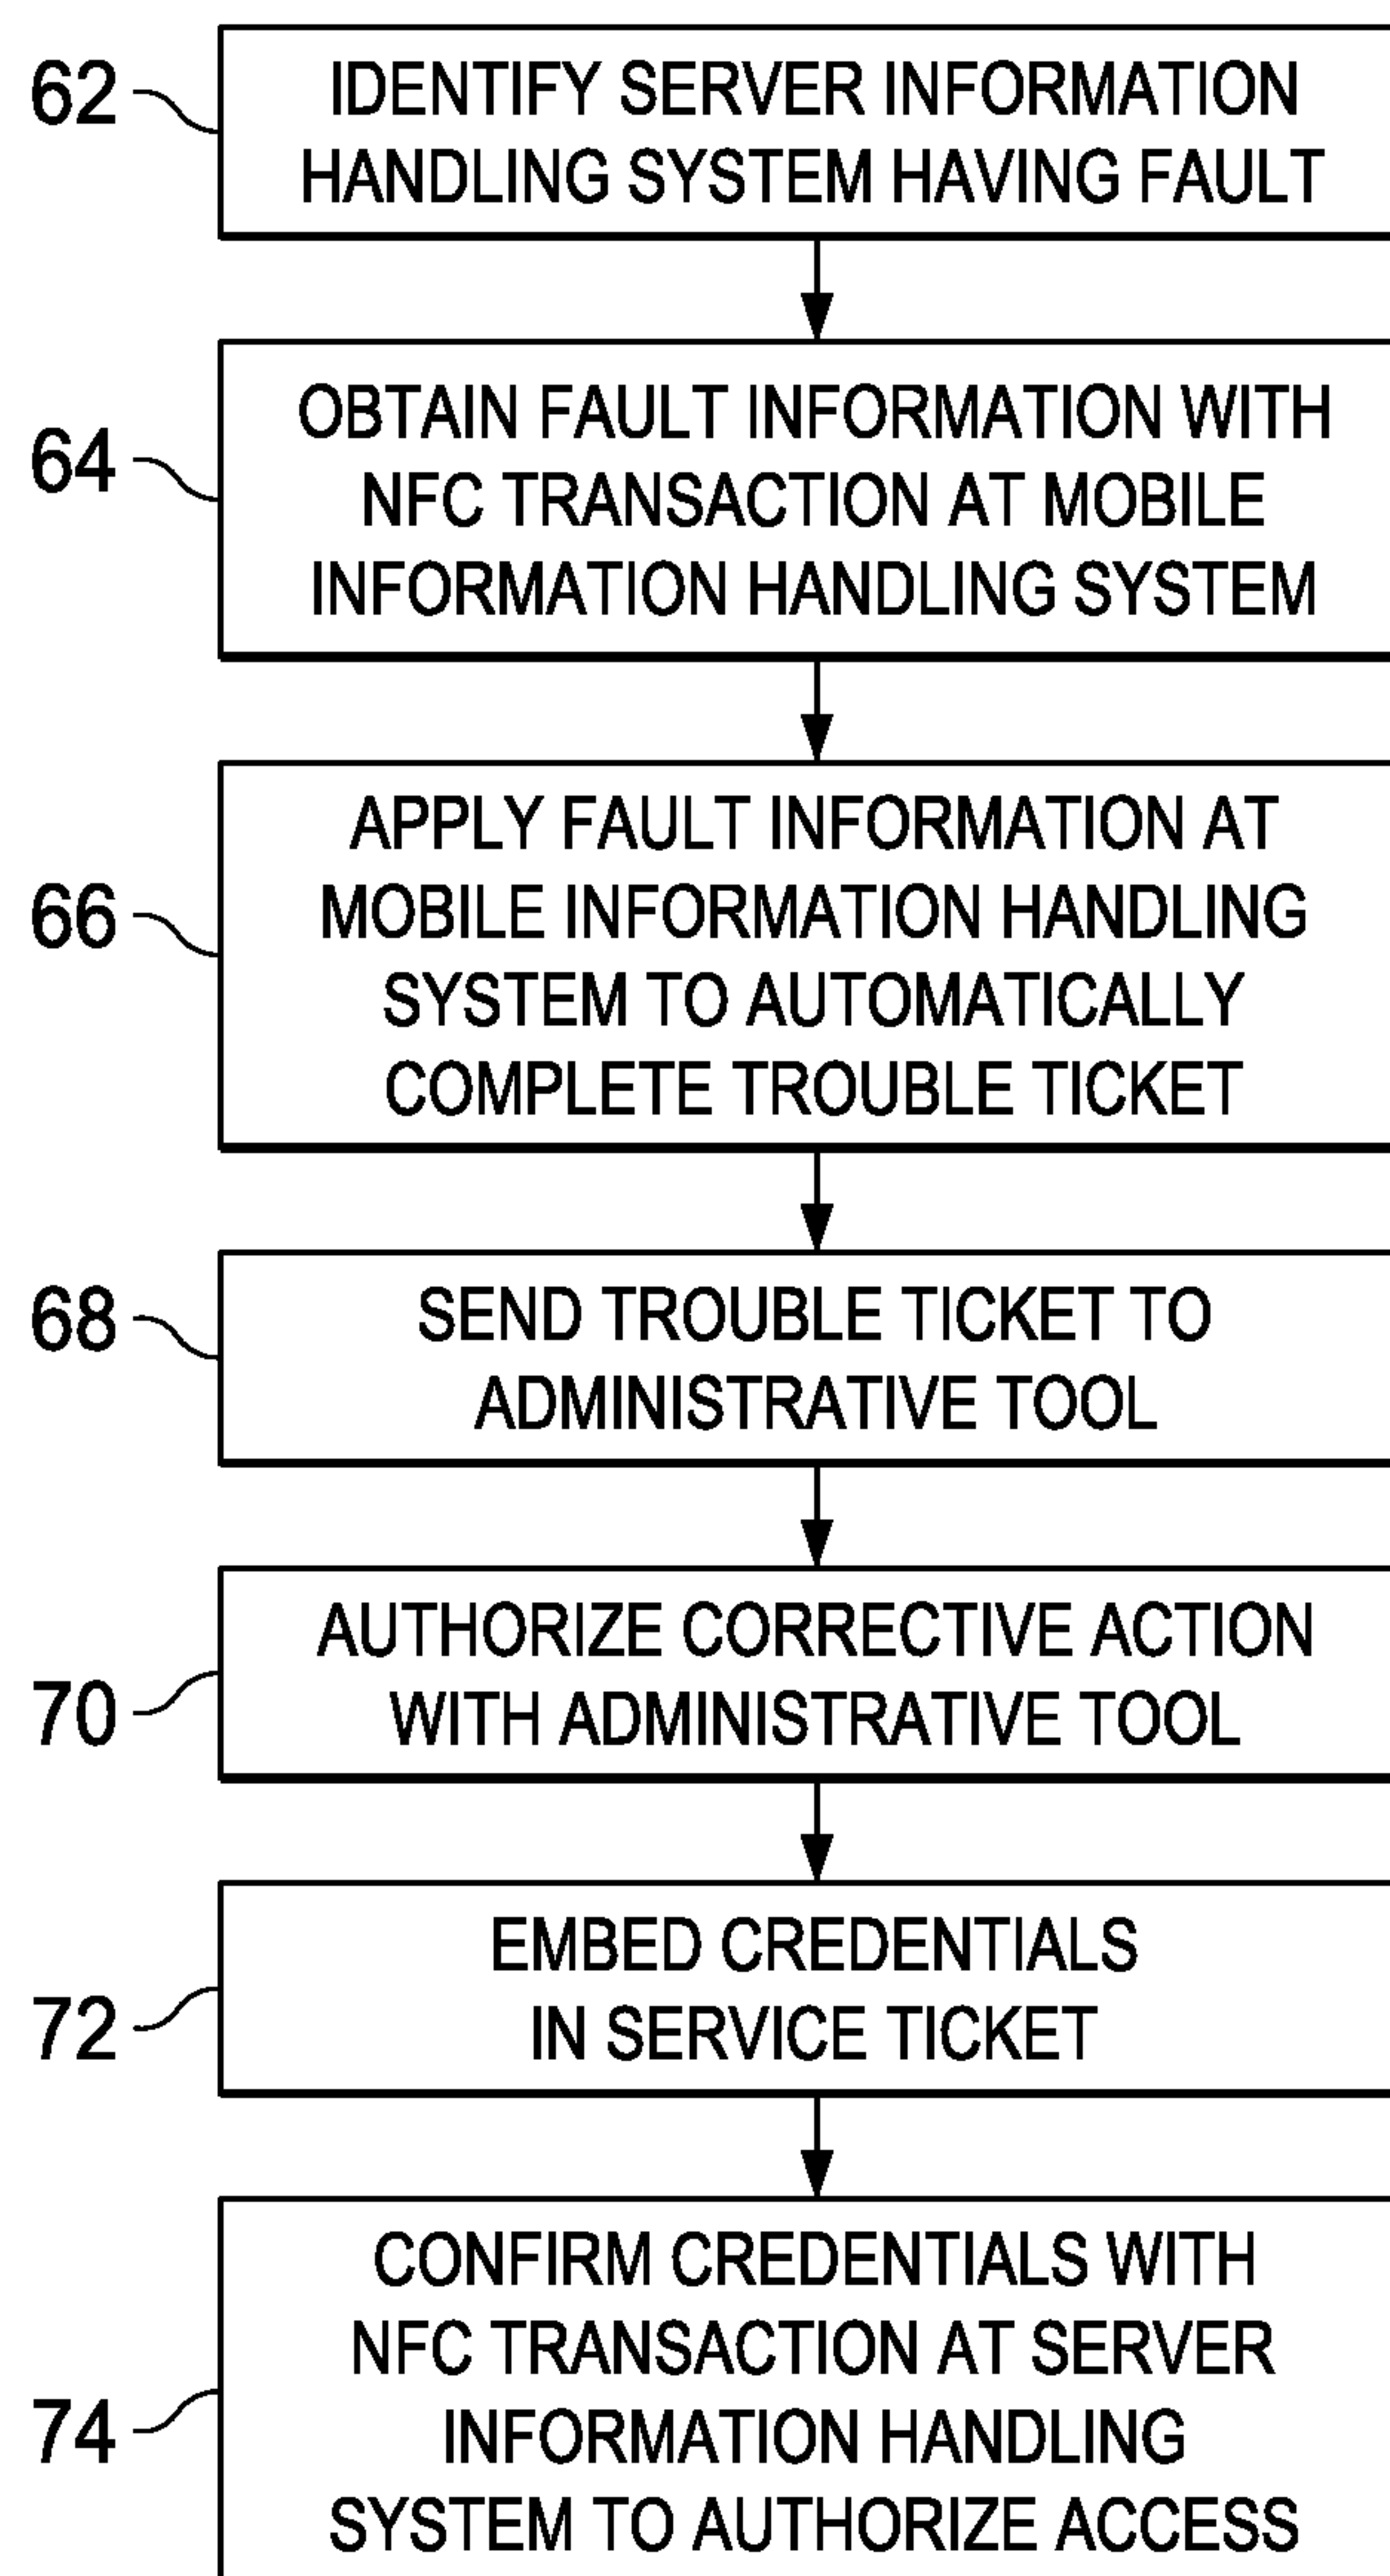 62
IDENTIFY SERVER INFORMATION
HANDLING SYSTEM HAVING FAULT
64
OBTAIN FAULT INFORMATION WITH
NFC TRANSACTION AT MOBILE
INFORMATION HANDLING SYSTEM
66
APPLY FAULT INFORMATION AT
MOBILE INFORMATION HANDLING
SYSTEM TO AUTOMATICALLY
COMPLETE TROUBLE TICKET
68
SEND TROUBLE TICKET TO
ADMINISTRATIVE TOOL
70
AUTHORIZE CORRECTIVE ACTION
WITH ADMINISTRATIVE TOOL
72
EMBED CREDENTIALS
IN SERVICE TICKET
74
CONFIRM CREDENTIALS WITH
NFC TRANSACTION AT SERVER
INFORMATION HANDLING
SYSTEM TO AUTHORIZE ACCESS